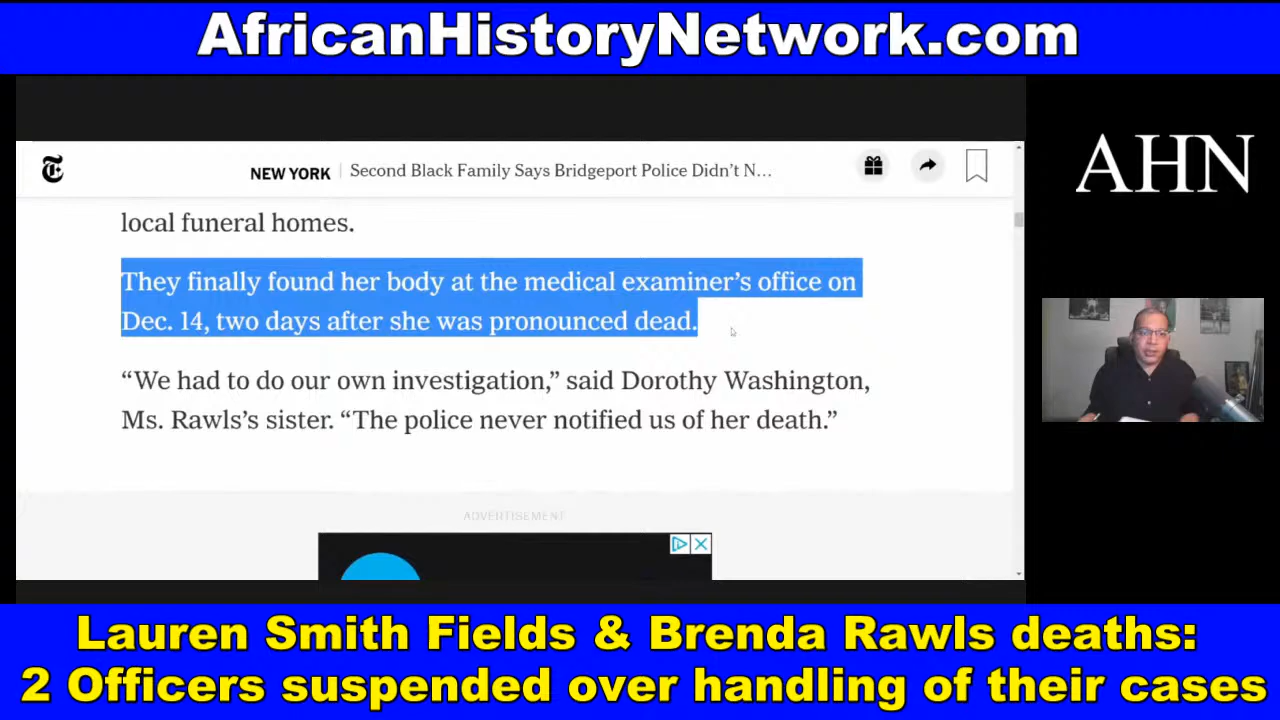 AfricanHistoryNetwork.com
AHN
NEW YORK | Second Black Family Says Bridgeport Police Didn't N...
local funeral homes.
They finally found her body at the medical examiner’s office on
Dec. 14, two days after she was pronounced dead.
“We had to do our own investigation,” said Dorothy Washington,
Ms. Rawls’s sister. “The police never notified us of her death.”
ADVERTISEMENT
Lauren Smith Fields & Brenda Rawls deaths:
2 Officers suspended over handling of their cases